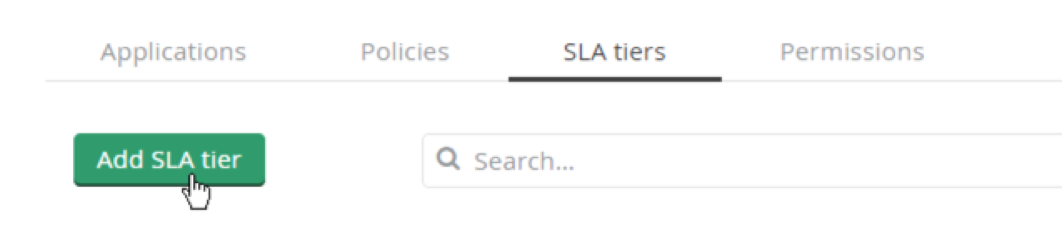 Applications Policies SLA tiers Permissions
Add SLA tier Search...